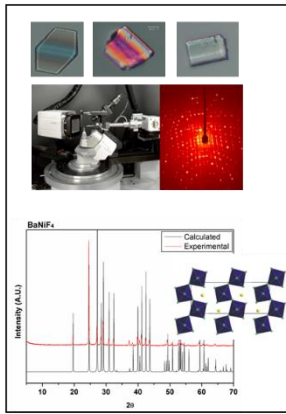 BaNiF₄
Calculated
Experimental
Intensity (A.U.)
10 20 30 40 50 60 70
2θ